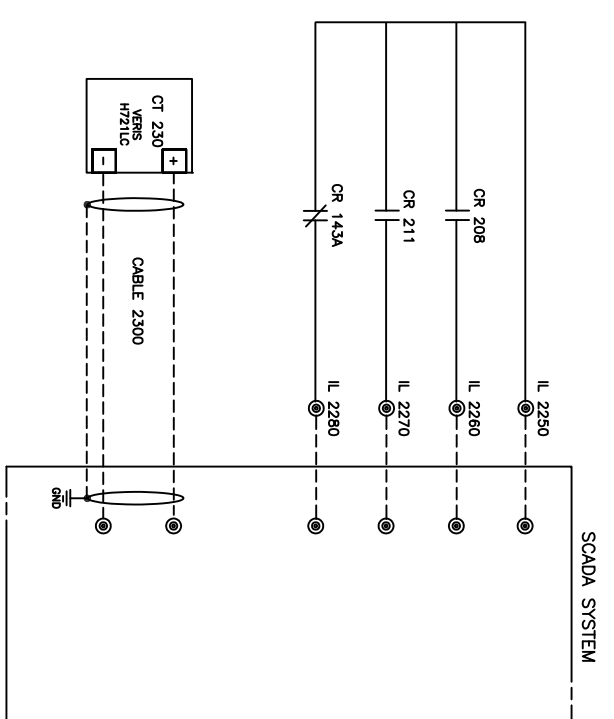 SCADA SYSTEM
IL 2250
CR 208
IL 2260
CR 211
IL 2270
CR 143A
IL 2280
CT 230
VERIS
H721LC
+
-
CABLE 2300
GND